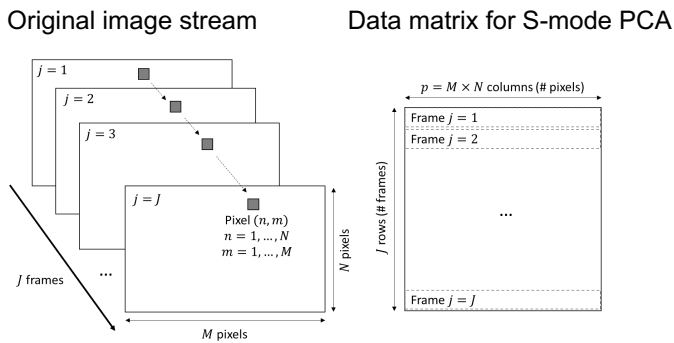 Original image stream
j = 1
j = 2
j = 3
j = J
Pixel (n, m)
n = 1, ..., N
m = 1, ..., M
...
J frames
N pixels
M pixels
Data matrix for S-mode PCA
p = M × N columns (# pixels)
Frame j = 1
Frame j = 2
...
J rows (# frames)
Frame j = J